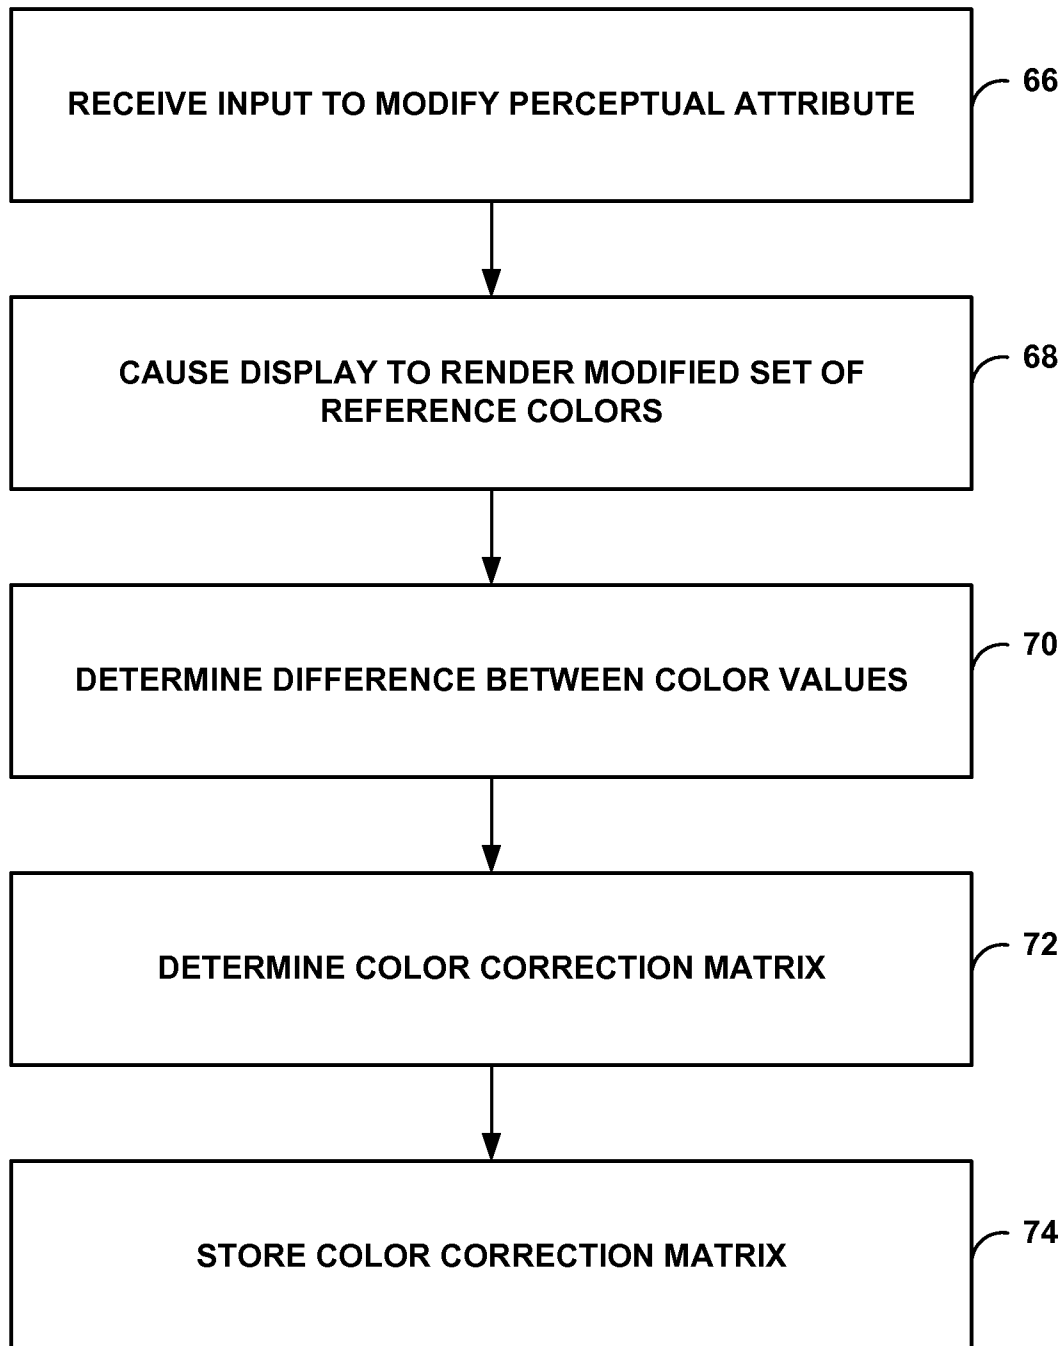 RECEIVE INPUT TO MODIFY PERCEPTUAL ATTRIBUTE
66
CAUSE DISPLAY TO RENDER MODIFIED SET OF
REFERENCE COLORS
68
DETERMINE DIFFERENCE BETWEEN COLOR VALUES
70
DETERMINE COLOR CORRECTION MATRIX
72
STORE COLOR CORRECTION MATRIX
74